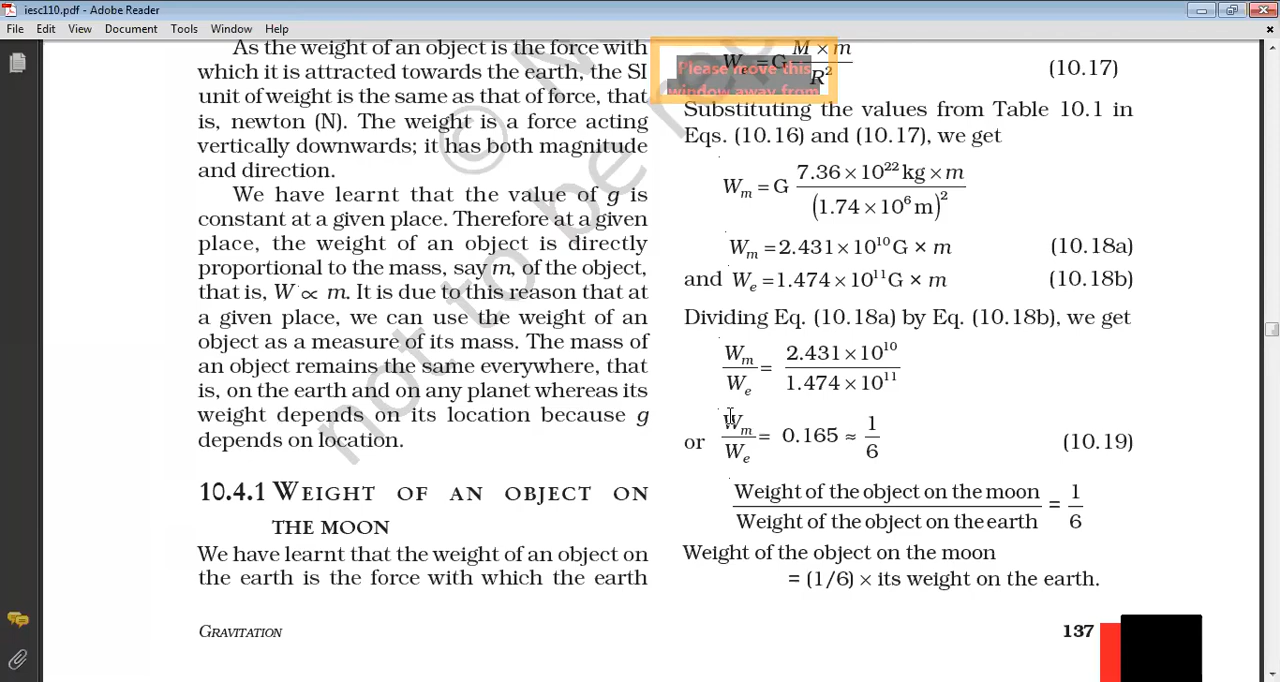 iesc110.pdf - Adobe Reader
File Edit View Document Tools Window Help
As the weight of an object is the force with
which it is attracted towards the earth, the SI
unit of weight is the same as that of force, that
is, newton (N). The weight is a force acting
vertically downwards; it has both magnitude
and direction.
We have learnt that the value of g is
constant at a given place. Therefore at a given
place, the weight of an object is directly
proportional to the mass, say m, of the object,
that is, W ∝ m. It is due to this reason that at
a given place, we can use the weight of an
object as a measure of its mass. The mass of
an object remains the same everywhere, that
is, on the earth and on any planet whereas its
weight depends on its location because g
depends on location.
10.4.1 WEIGHT OF AN OBJECT ON
THE MOON
We have learnt that the weight of an object on
the earth is the force with which the earth
W = G M × m / R² (10.17)
Please move this
window away from
Substituting the values from Table 10.1 in
Eqs. (10.16) and (10.17), we get
Wₘ = G 7.36 × 10²² kg × m / (1.74 × 10⁶ m)²
Wₘ = 2.431 × 10¹⁰ G × m (10.18a)
and Wₑ = 1.474 × 10¹¹ G × m (10.18b)
Dividing Eq. (10.18a) by Eq. (10.18b), we get
Wₘ / Wₑ = 2.431 × 10¹⁰ / 1.474 × 10¹¹
or Wₘ / Wₑ = 0.165 ≈ 1/6 (10.19)
Weight of the object on the moon / Weight of the object on the earth = 1/6
Weight of the object on the moon
= (1/6) × its weight on the earth.
GRAVITATION
137
©
not to be rep